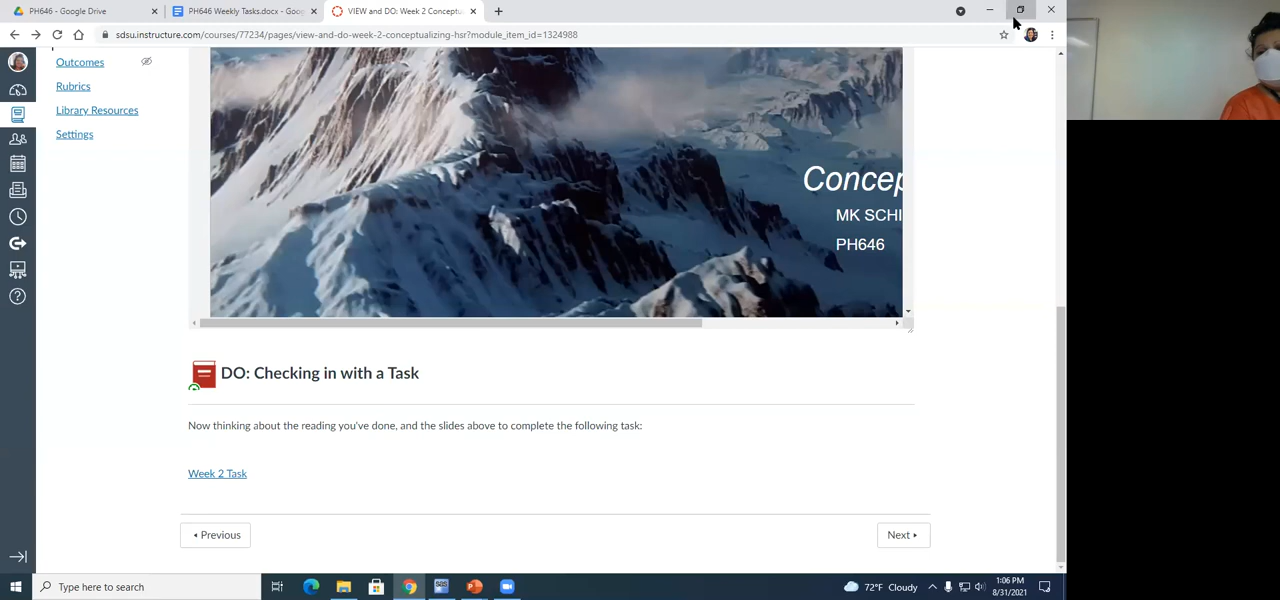 PH646 - Google Drive
PH646 Weekly Tasks.docx - Goog
VIEW and DO: Week 2 Conceptu
sdsu.instructure.com/courses/77234/pages/view-and-do-week-2-conceptualizing-hsr?module_item_id=1324988
Outcomes
Rubrics
Library Resources
Settings
Concep
MK SCHI
PH646
DO: Checking in with a Task
Now thinking about the reading you've done, and the slides above to complete the following task:
Week 2 Task
Previous
Next
Type here to search
72°F Cloudy
1:06 PM
8/31/2021